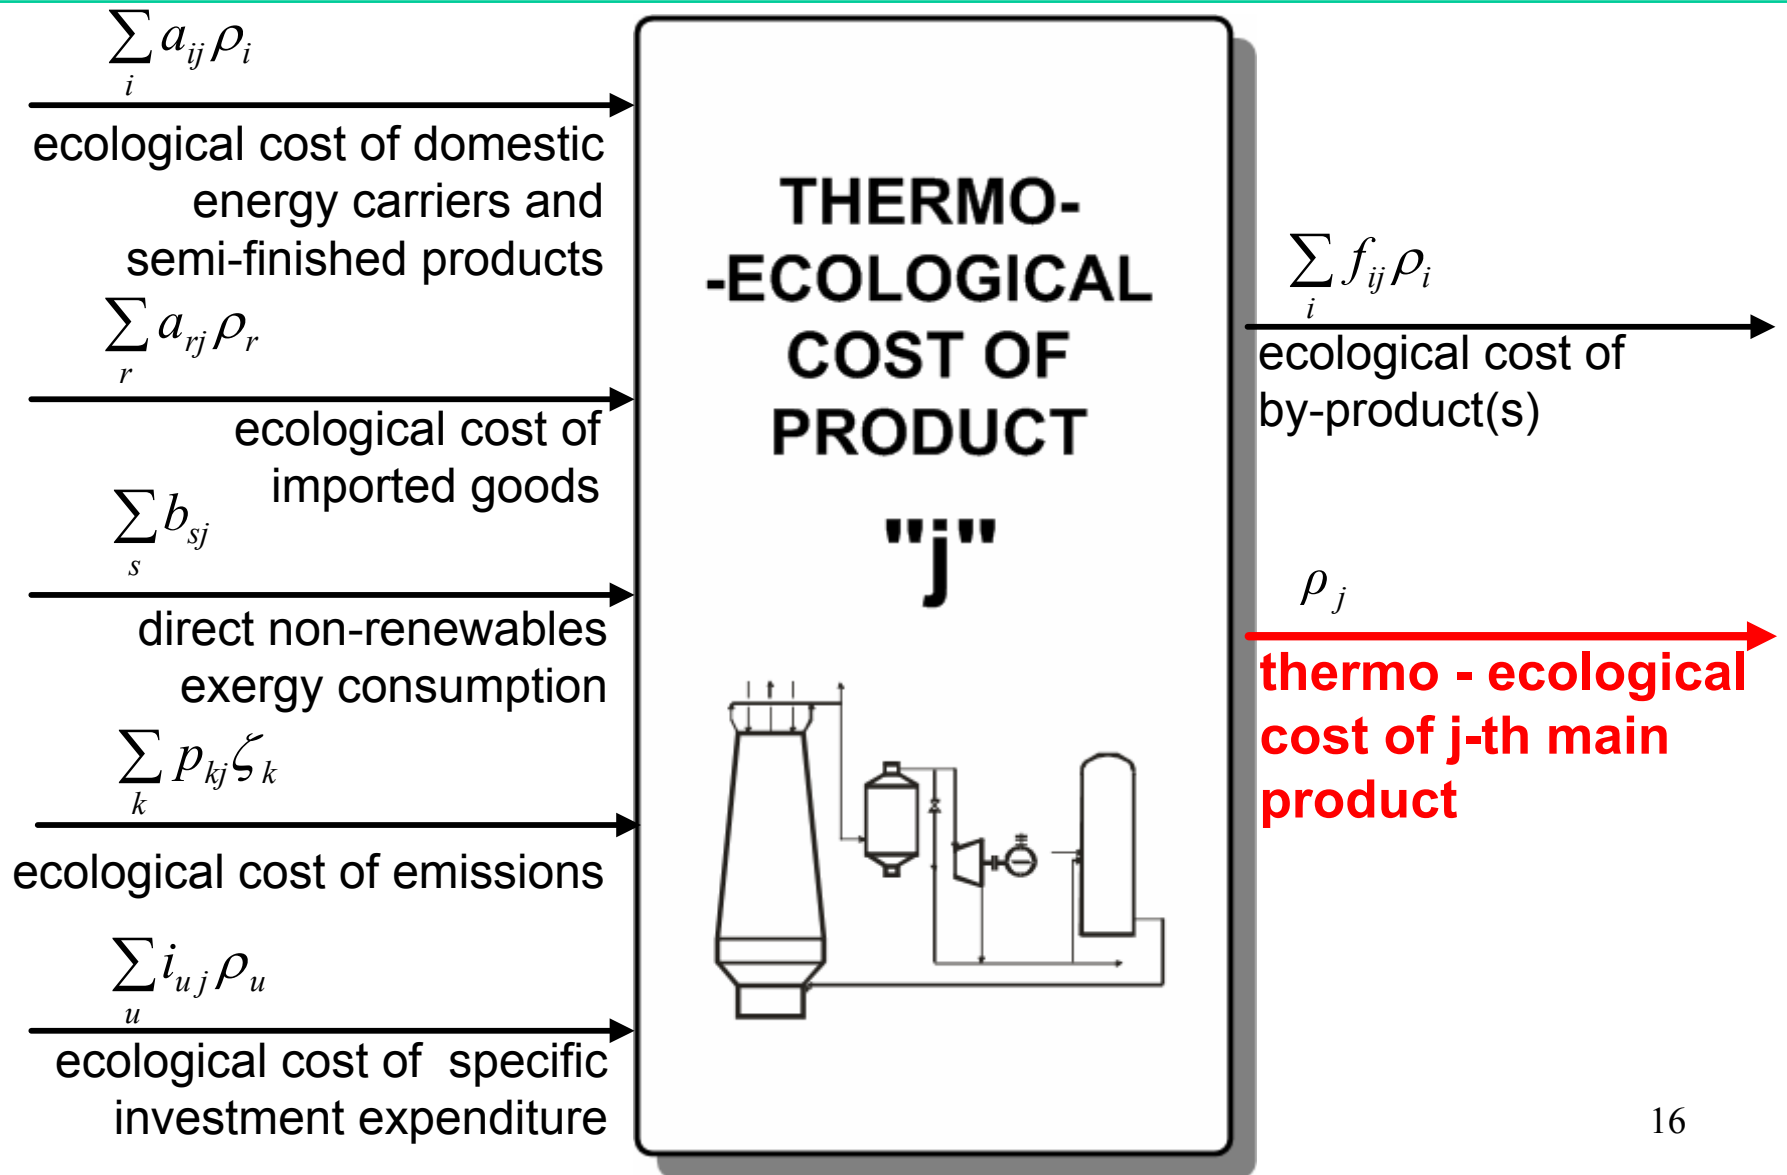 ∑ a_ij ρ_i
i
ecological cost of domestic
energy carriers and
semi-finished products
∑ a_rj ρ_r
r
ecological cost of
imported goods
∑ b_sj
s
direct non-renewables
exergy consumption
∑ p_kj ζ_k
k
ecological cost of emissions
∑ i_uj ρ_u
u
ecological cost of specific
investment expenditure
THERMO-
-ECOLOGICAL
COST OF
PRODUCT
"j"
∑ f_ij ρ_i
i
ecological cost of
by-product(s)
ρ_j
thermo - ecological
cost of j-th main
product
16